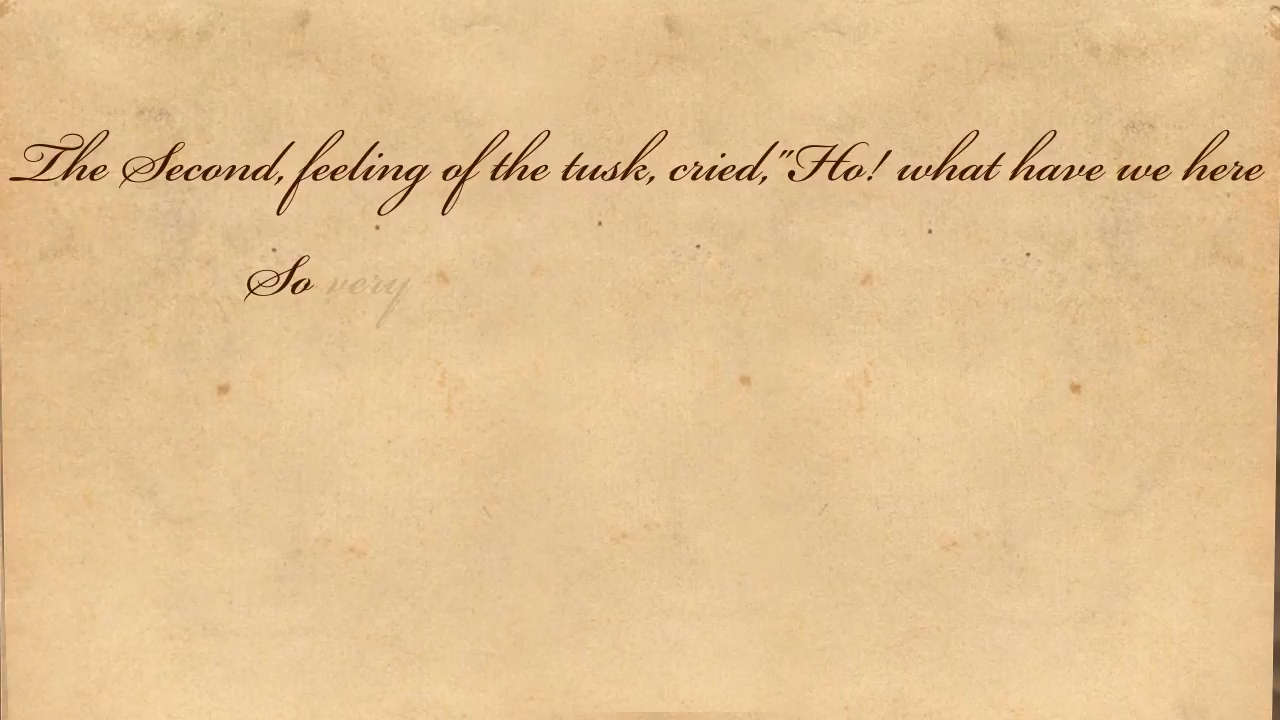 The Second, feeling of the tusk, cried,"Ho! what have we here
So very